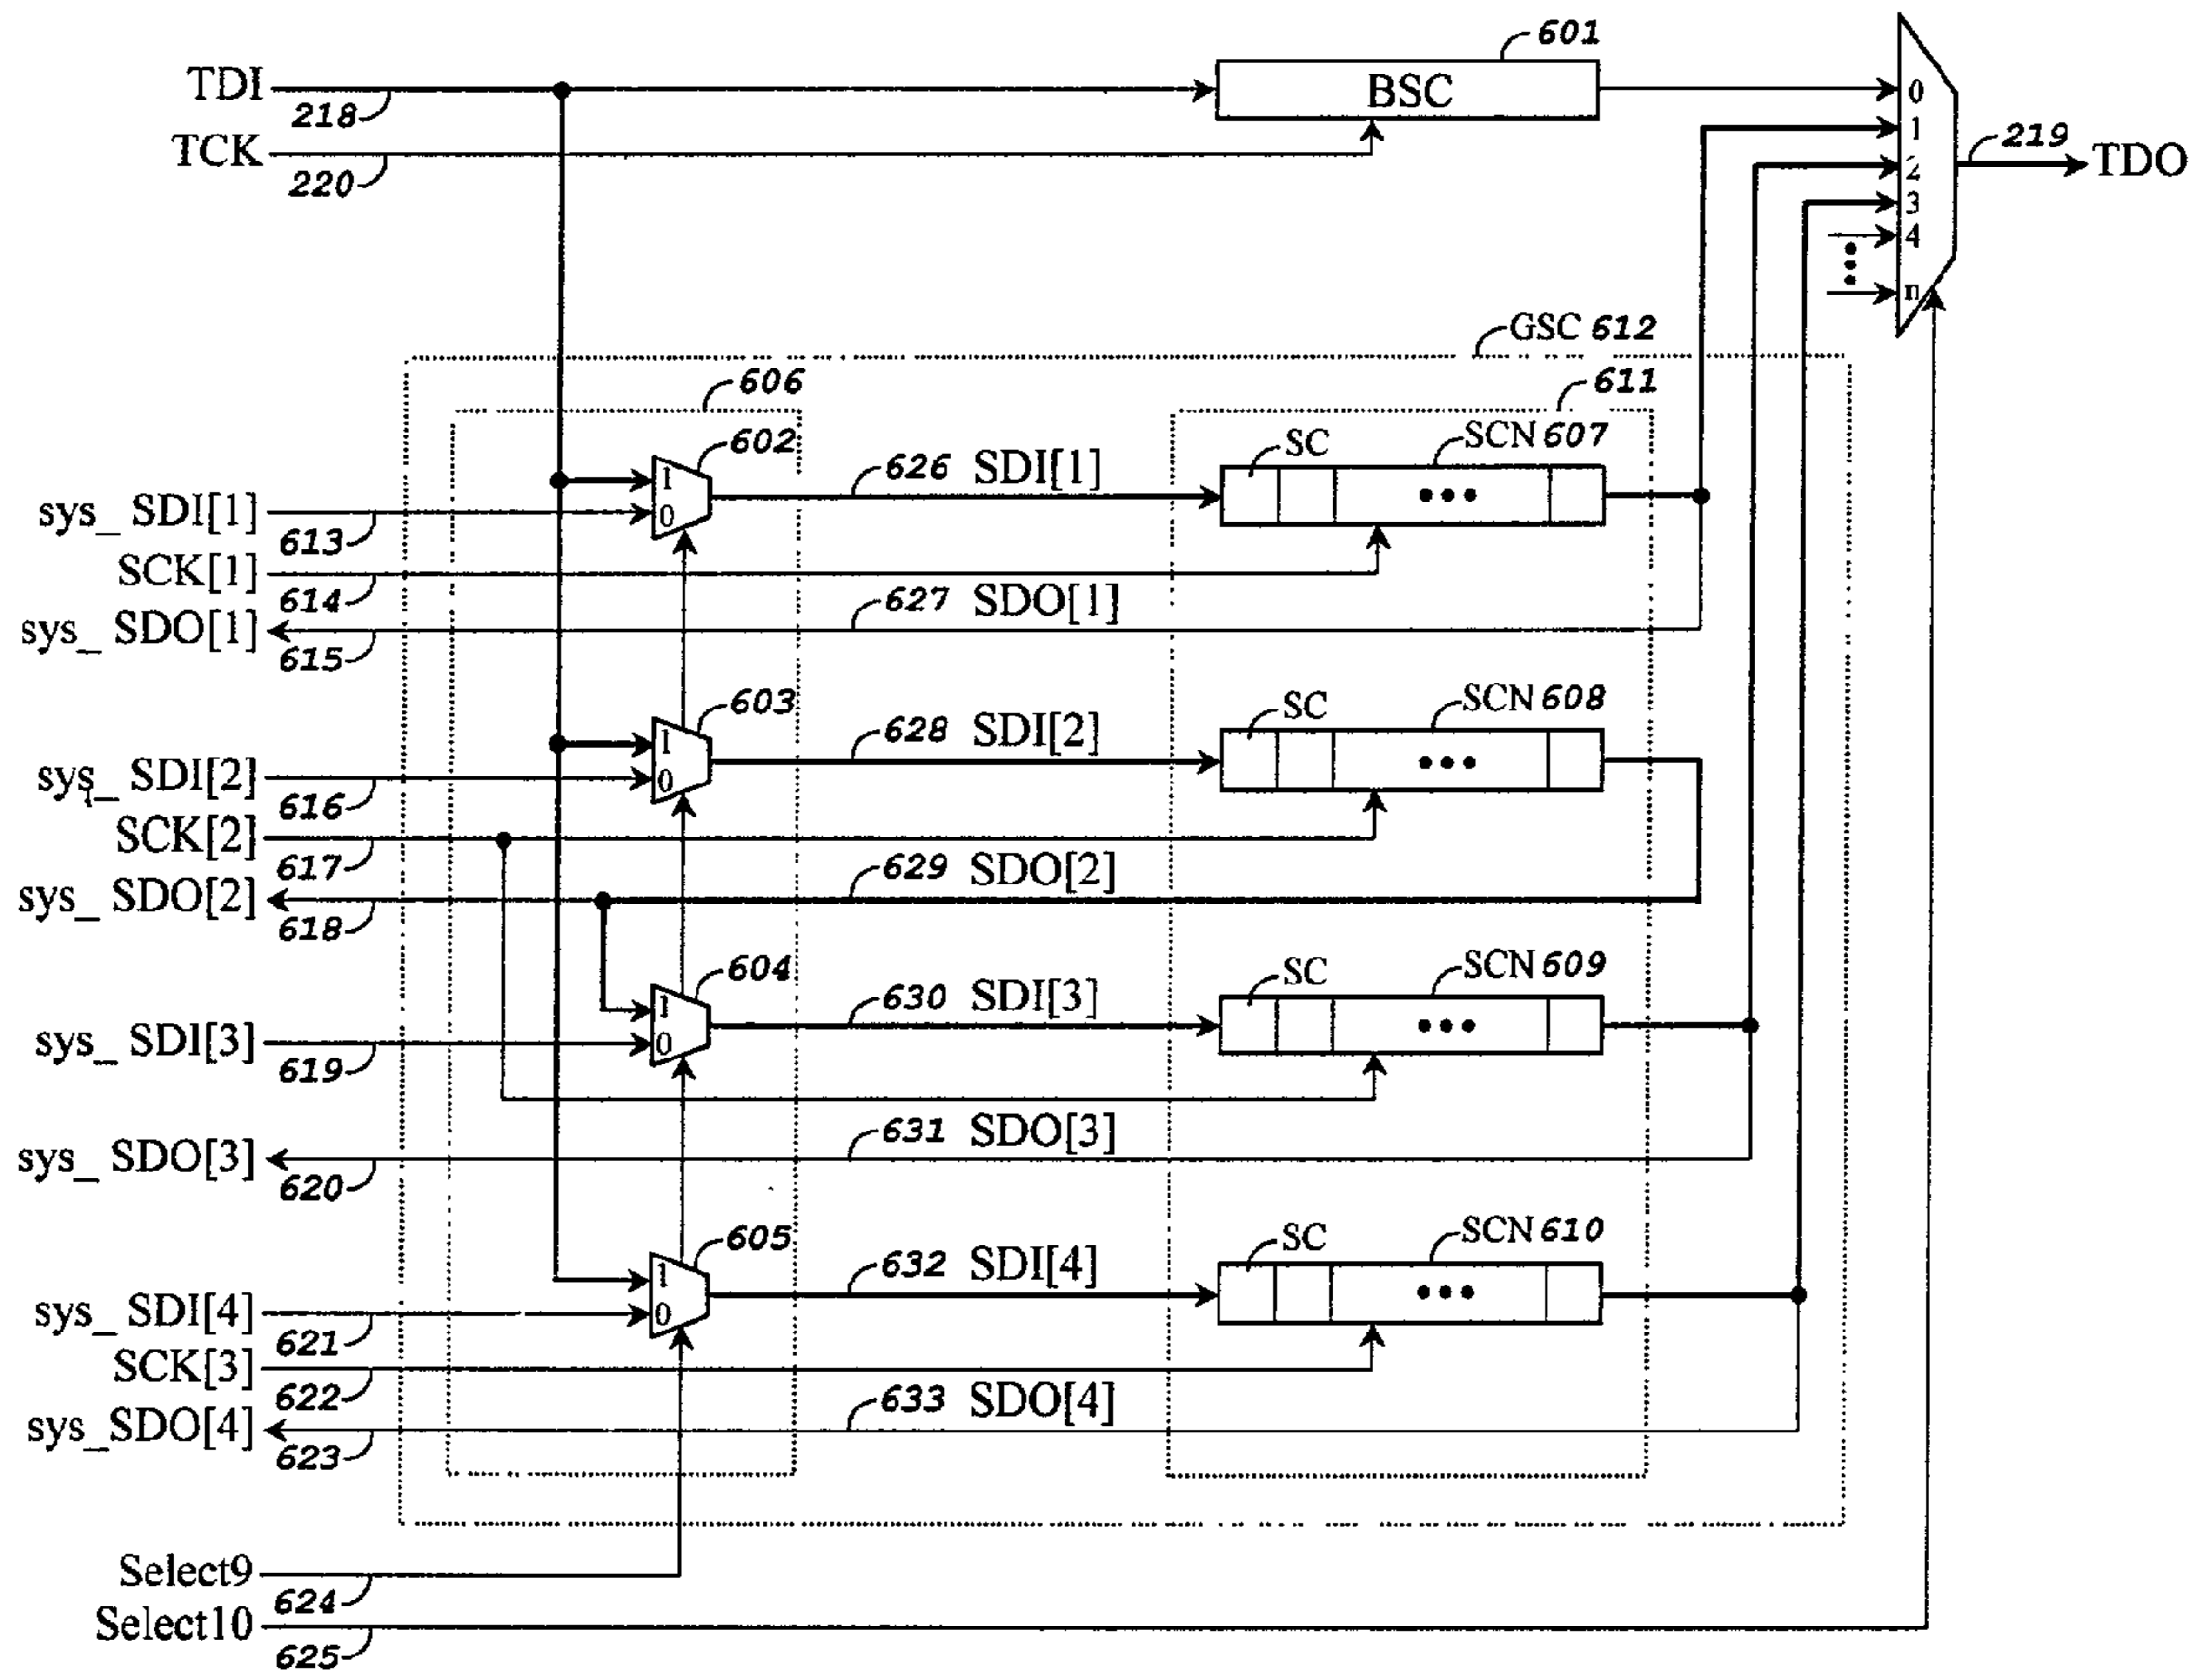 601
TDI
218
BSC
0
TCK
220
1
2
3
4
n
219
TDO
GSC 612
606
611
602
1
0
626 SDI[1]
SC
SCN 607
sys_ SDI[1]
613
SCK[1]
614
627 SDO[1]
sys_ SDO[1]
615
603
1
0
628 SDI[2]
SC
SCN 608
sys_ SDI[2]
616
SCK[2]
617
629 SDO[2]
sys_ SDO[2]
618
604
1
0
630 SDI[3]
SC
SCN 609
sys_ SDI[3]
619
631 SDO[3]
sys_ SDO[3]
620
605
1
0
632 SDI[4]
SC
SCN 610
sys_ SDI[4]
621
SCK[3]
622
633 SDO[4]
sys_SDO[4]
623
Select9
624
Select10
625